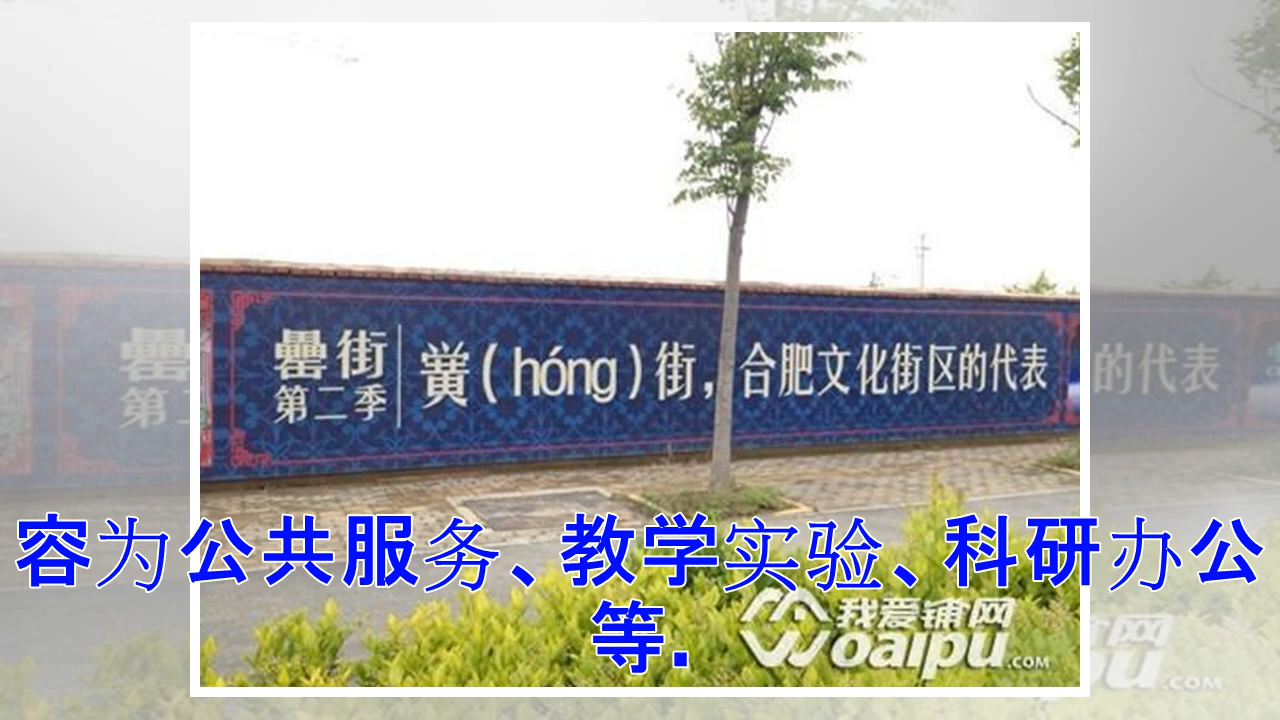 罍街
第二季
黉(hóng)街，合肥文化街区的代表
容为公共服务、教学实验、科研办公
等.
我爱铺网
Woaipu.COM